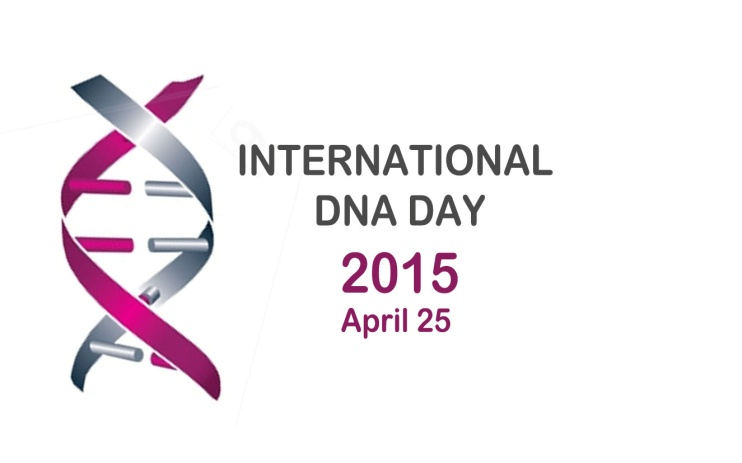 INTERNATIONAL
DNA DAY
2015
April 25